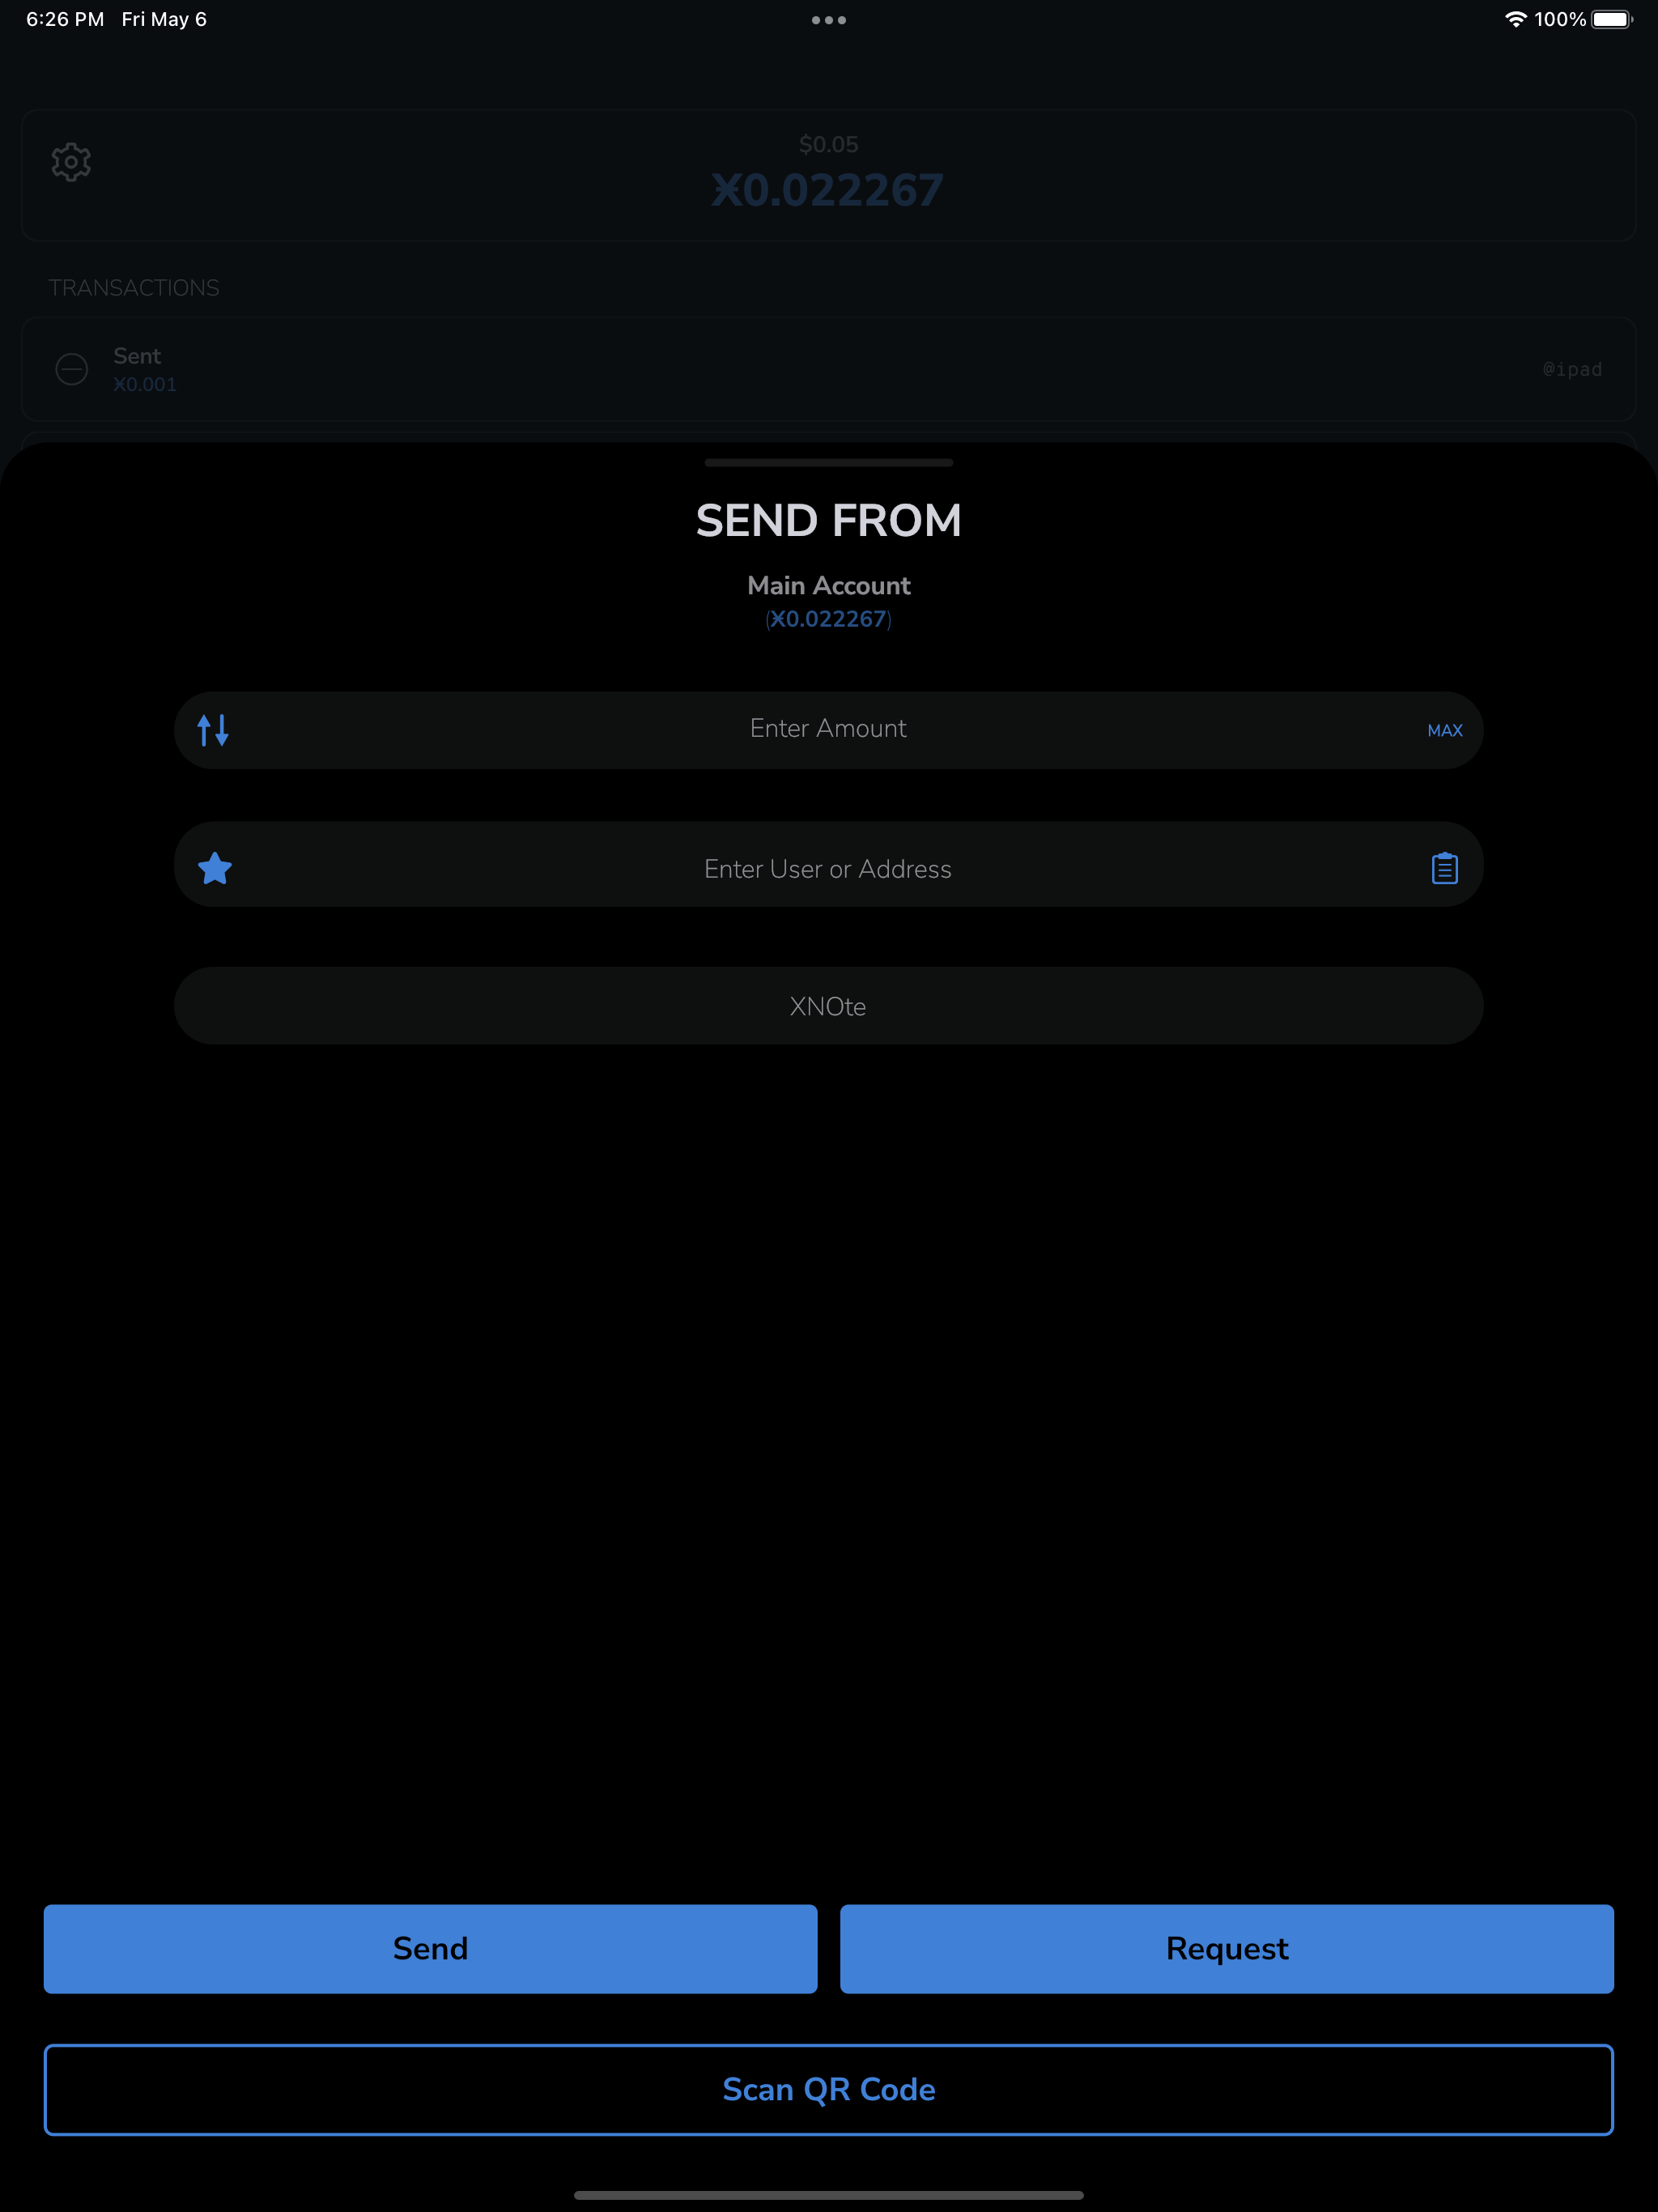 6:26 PM Fri May 6
100%
$0.05
Ӿ0.022267
TRANSACTIONS
Sent
Ӿ0.001
@ipad
SEND FROM
Main Account
(Ӿ0.022267)
Enter Amount
MAX
Enter User or Address
XNOte
Send
Request
Scan QR Code